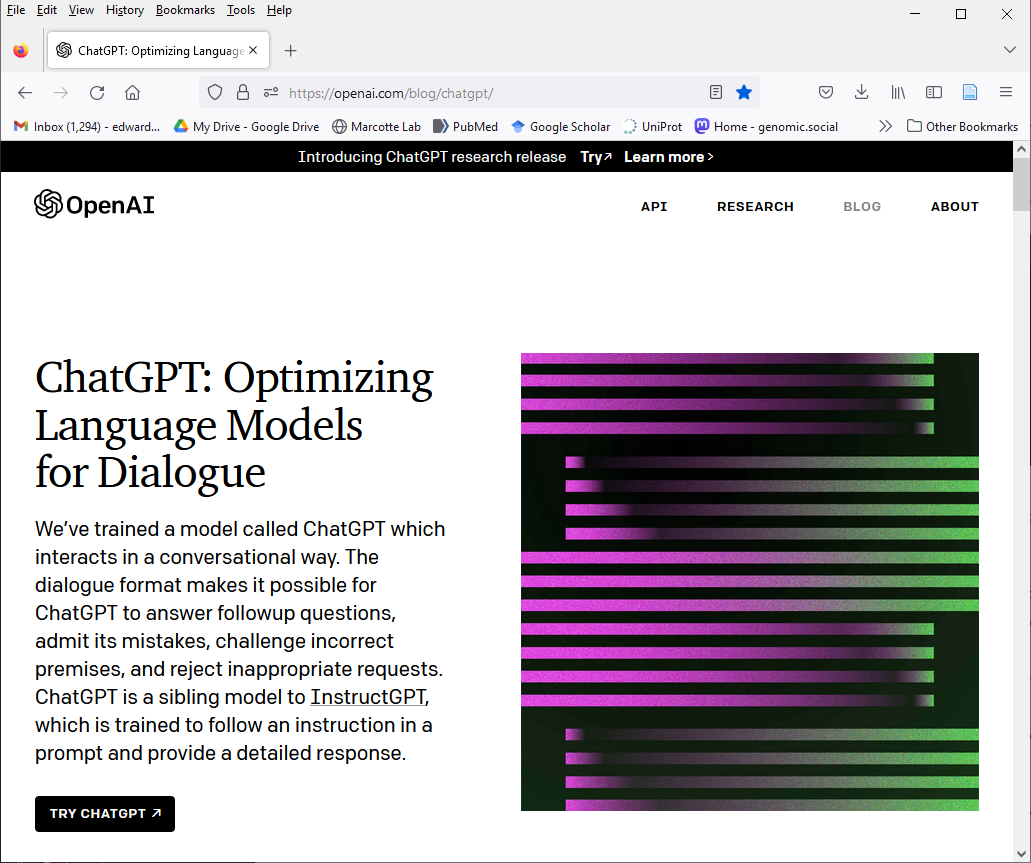 File Edit View History Bookmarks Tools Help
ChatGPT: Optimizing Language
https://openai.com/blog/chatgpt/
Inbox (1,294) - edward... My Drive - Google Drive Marcotte Lab PubMed Google Scholar UniProt Home - genomic.social Other Bookmarks
Introducing ChatGPT research release Try↗ Learn more >
OpenAI API RESEARCH BLOG ABOUT
ChatGPT: Optimizing
Language Models
for Dialogue
We’ve trained a model called ChatGPT which
interacts in a conversational way. The
dialogue format makes it possible for
ChatGPT to answer followup questions,
admit its mistakes, challenge incorrect
premises, and reject inappropriate requests.
ChatGPT is a sibling model to InstructGPT,
which is trained to follow an instruction in a
prompt and provide a detailed response.
TRY CHATGPT ↗